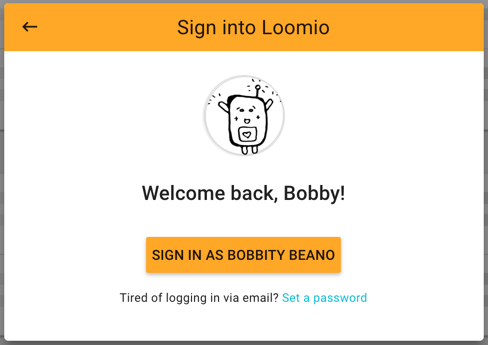 Sign into Loomio
Welcome back, Bobby!
SIGN IN AS BOBBITY BEANO
Tired of logging in via email? Set a password